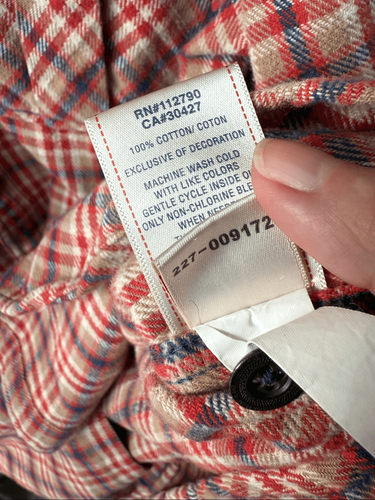 RN#112790
CA#30427
100% COTTON/ COTON
EXCLUSIVE OF DECORATION
MACHINE WASH COLD
WITH LIKE COLORS
GENTLE CYCLE INSIDE
ONLY NON-CHLORINE
WHEN
227-009172